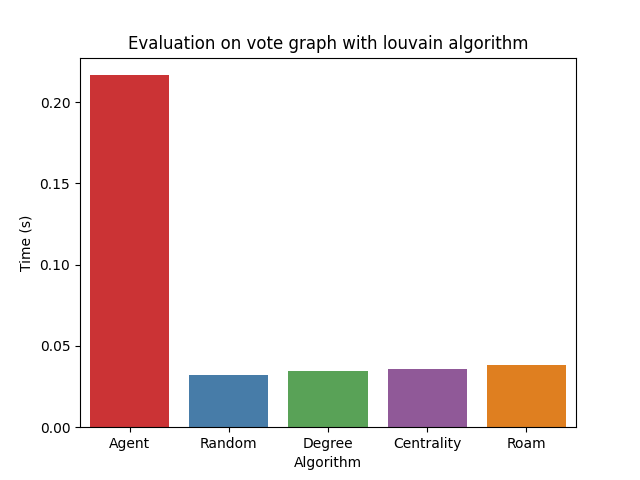 Evaluation on vote graph with louvain algorithm
Time (s)
0.20
0.15
0.10
0.05
0.00
Agent Random Degree Centrality Roam
Algorithm